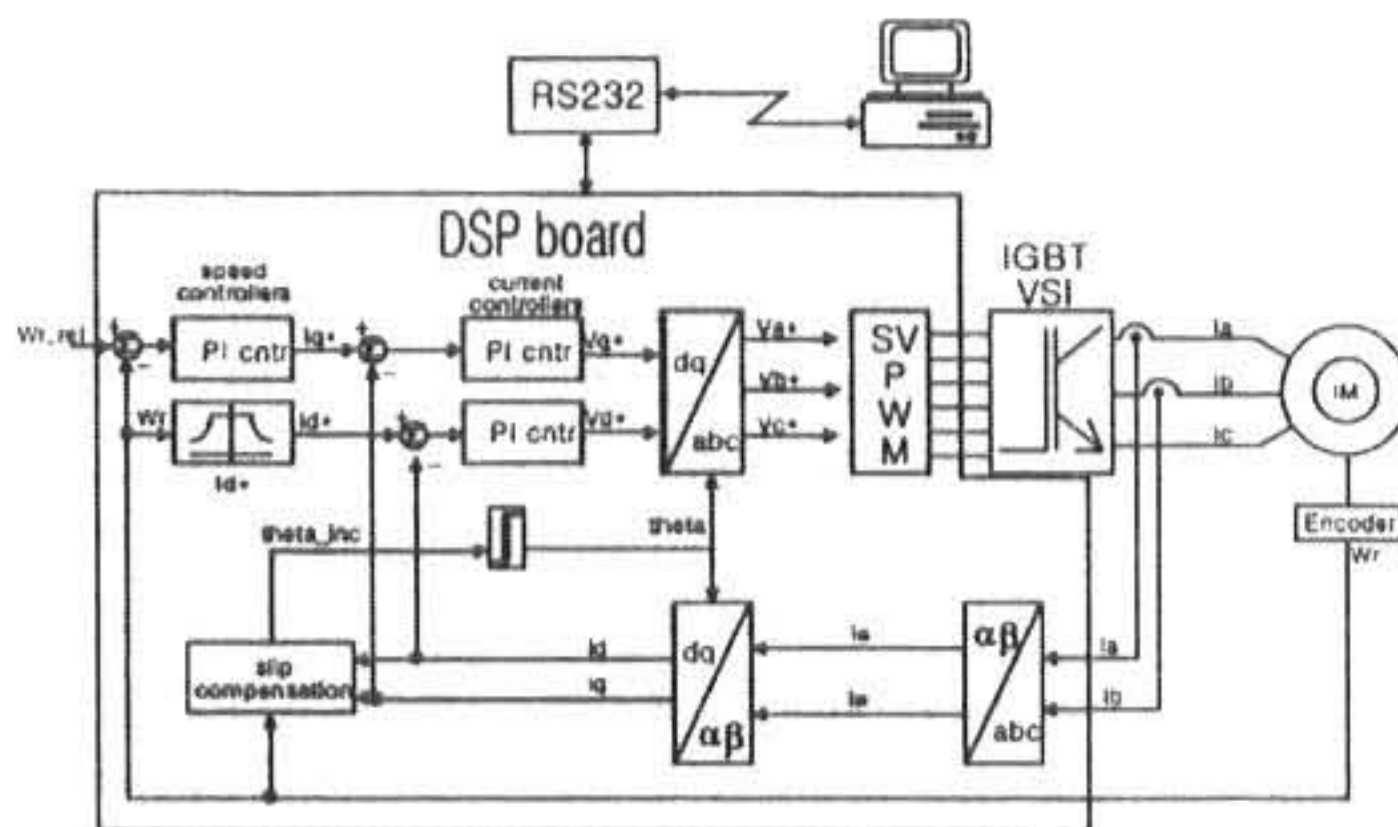 RS232
DSP board
speed
controllers
current
controllers
IGBT
VSI
Wr_ref
PI cntr
Iq*
PI cntr
Vq*
dq
abc
Va*
Vb*
Vc*
SV
P
W
M
Ia
Ib
Ic
IM
Wr
Id*
PI cntr
Vd*
Id*
theta_inc
theta
Encoder
Wr
slip
compensation
Id
Iq
dq
αβ
Is
Is
αβ
abc
Ia
Ib